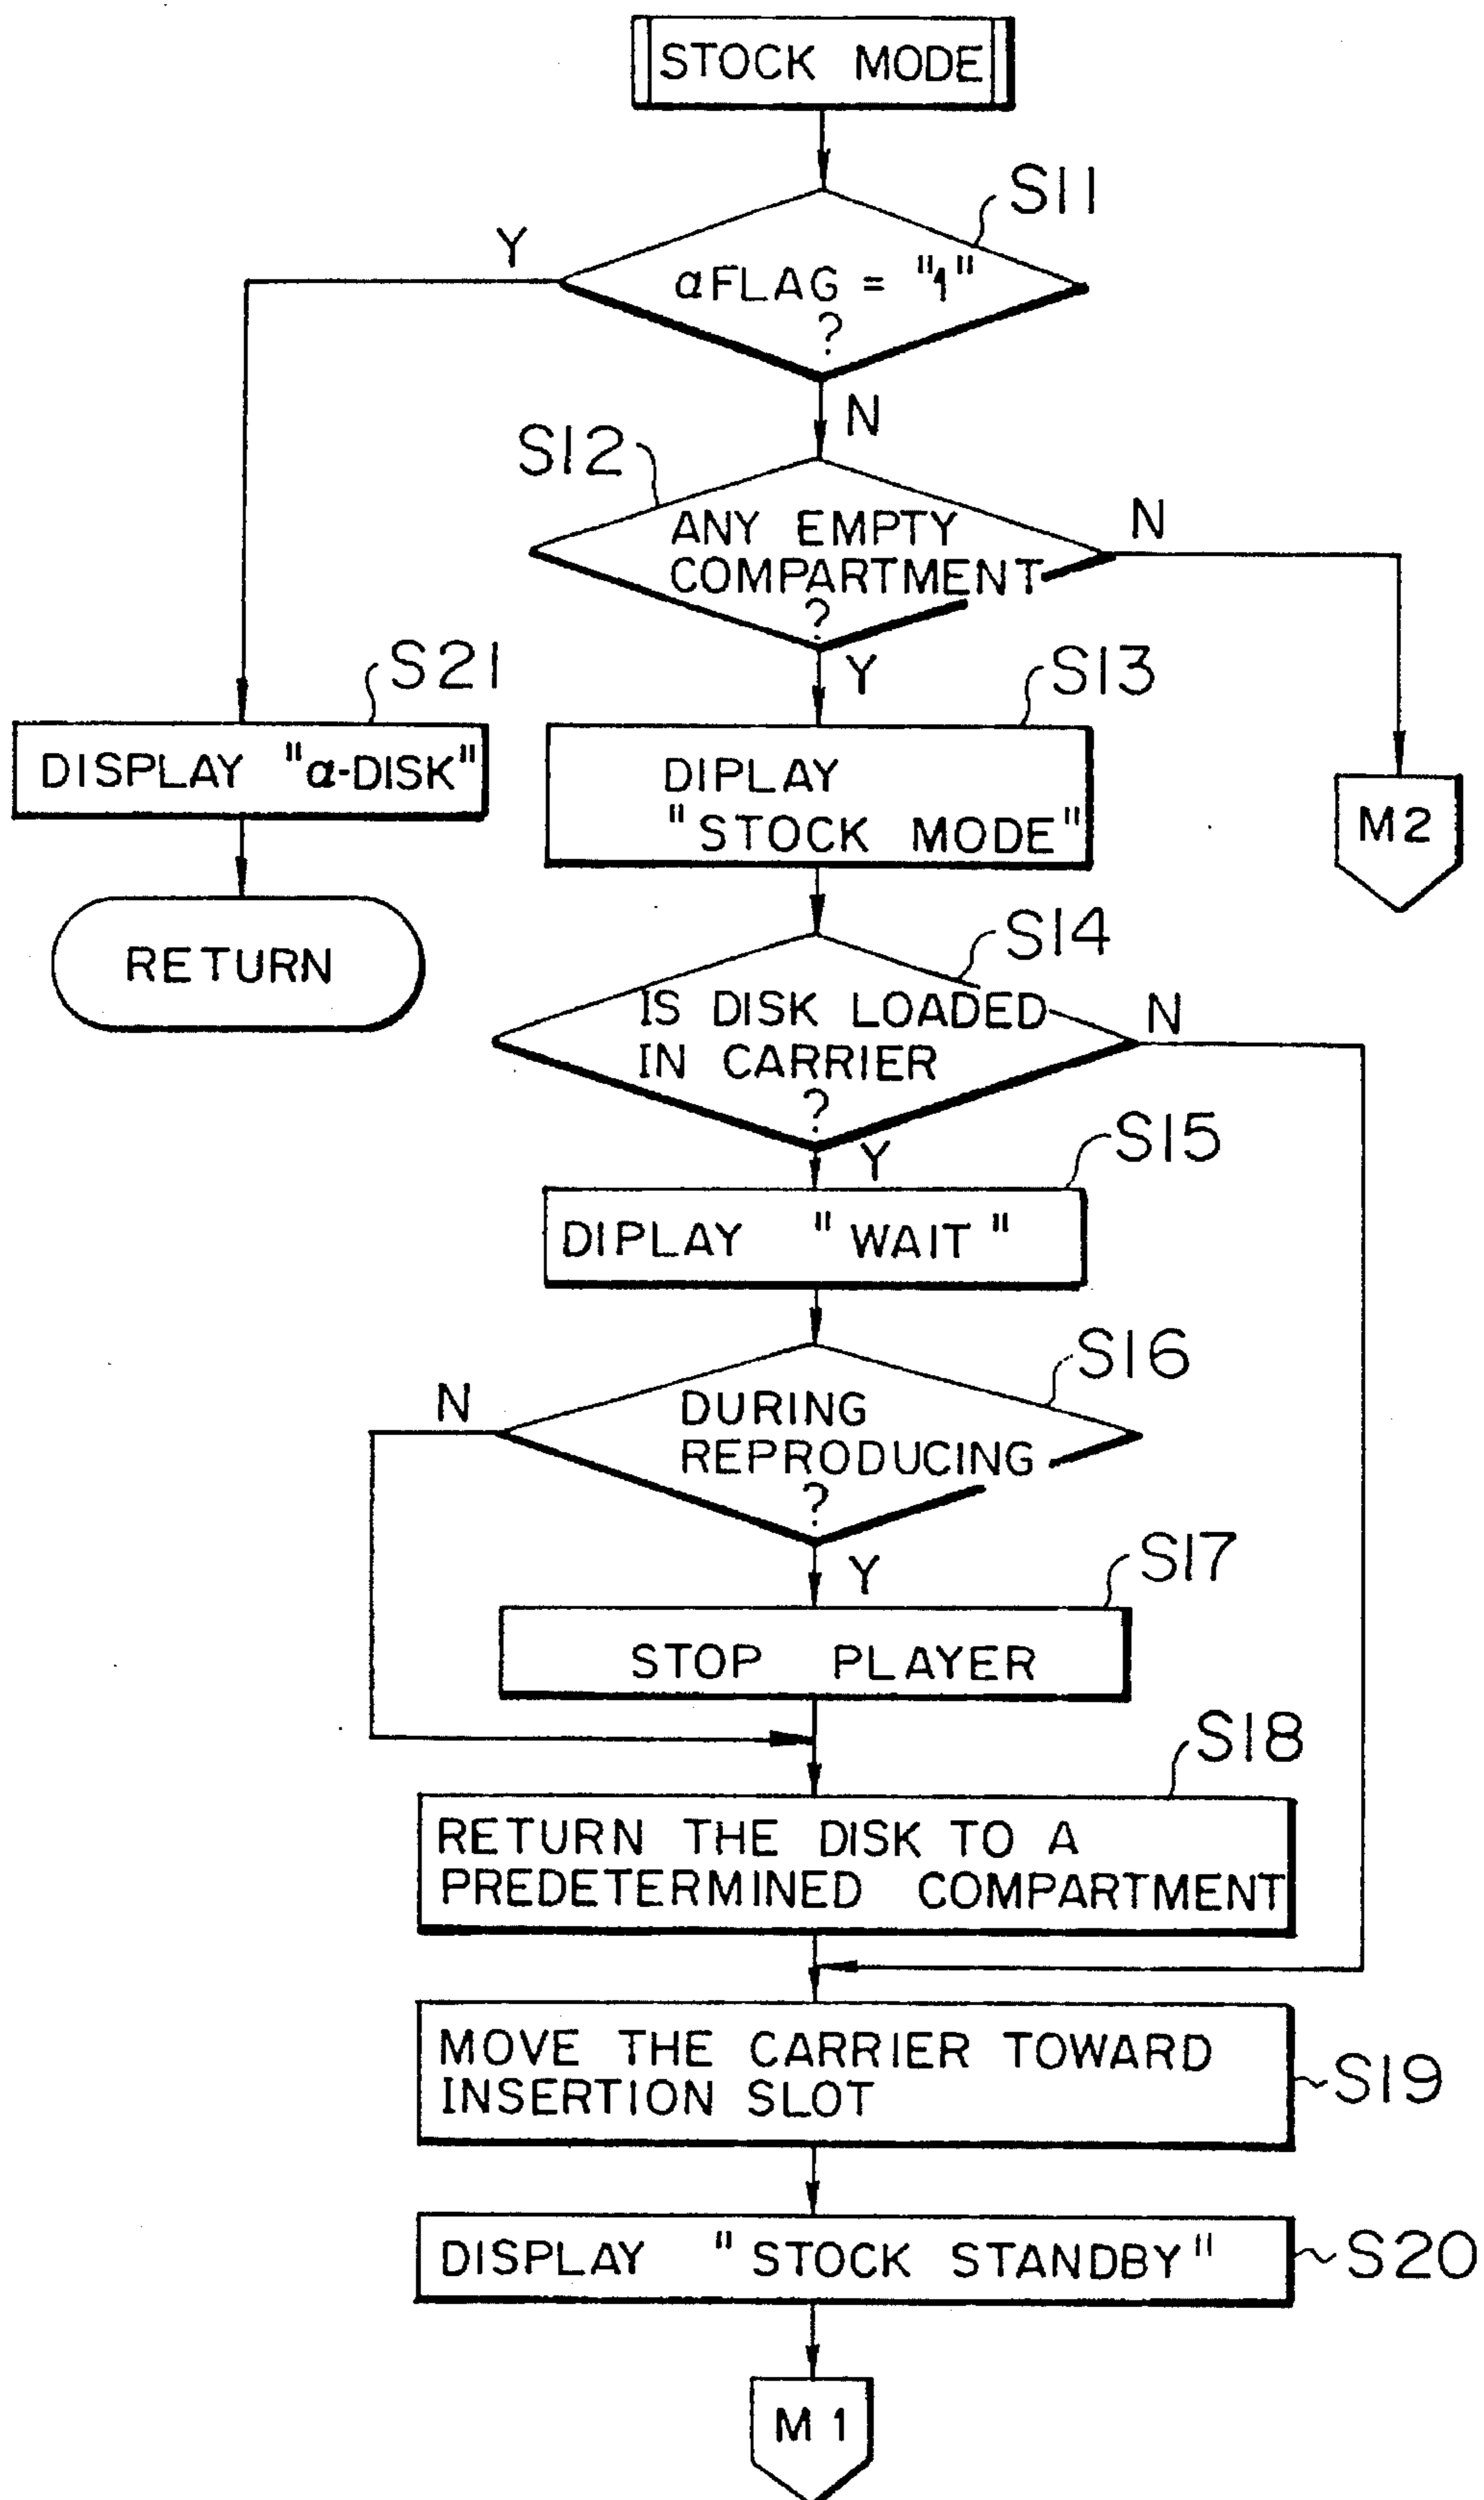 STOCK MODE
S11
Y
αFLAG = "1"
?
N
S12
ANY EMPTY
COMPARTMENT
?
N
Y
S21
S13
DISPLAY "α-DISK"
DIPLAY
"STOCK MODE"
M2
RETURN
S14
IS DISK LOADED
IN CARRIER
?
N
Y
S15
DIPLAY "WAIT"
S16
N
DURING
REPRODUCING
?
Y
S17
STOP PLAYER
S18
RETURN THE DISK TO A
PREDETERMINED COMPARTMENT
MOVE THE CARRIER TOWARD
INSERTION SLOT
S19
DISPLAY "STOCK STANDBY"
S20
M1